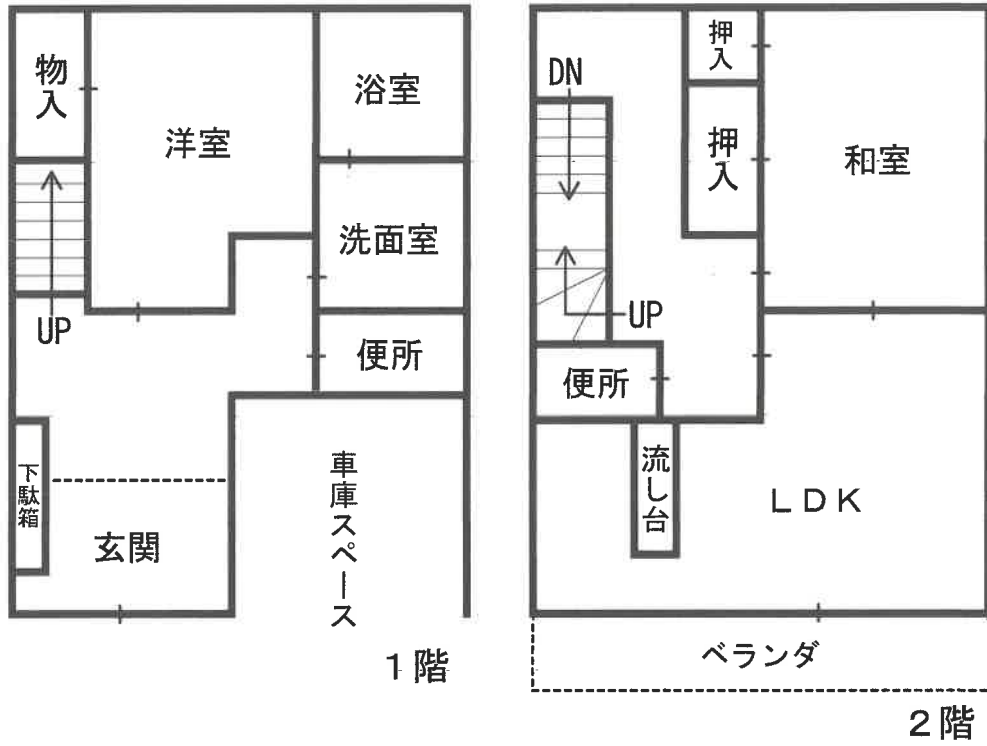 物入
洋室
浴室
洗面室
UP
便所
下駄箱
玄関
車庫スペース
1階
DN
押入
押入
和室
UP
便所
流し台
LDK
ベランダ
2階